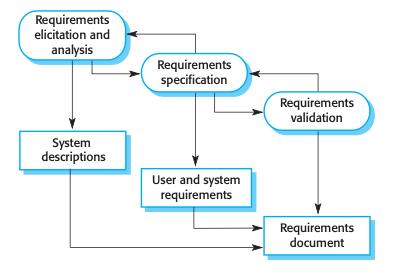 Requirements
elicitation and
analysis
Requirements
specification
Requirements
validation
System
descriptions
User and system
requirements
Requirements
document